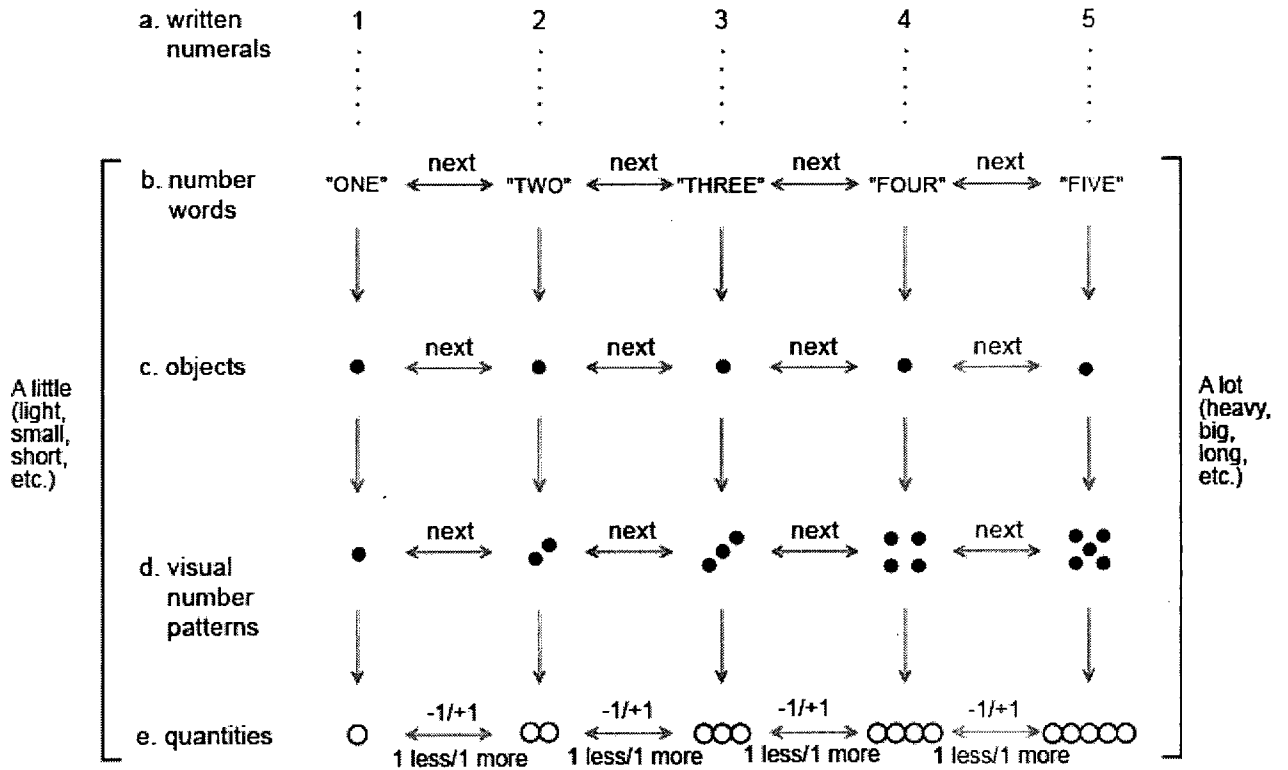 a. written 1 2 3 4 5
numerals
next next next next
b. number "ONE" "TWO" "THREE" "FOUR" "FIVE"
words
next next next next
c. objects
A little
(light,
small,
short,
etc.)
A lot
(heavy,
big,
long,
etc.)
next next next next
d. visual
number
patterns
-1/+1 -1/+1 -1/+1 -1/+1
e. quantities
1 less/1 more 1 less/1 more 1 less/1 more 1 less/1 more